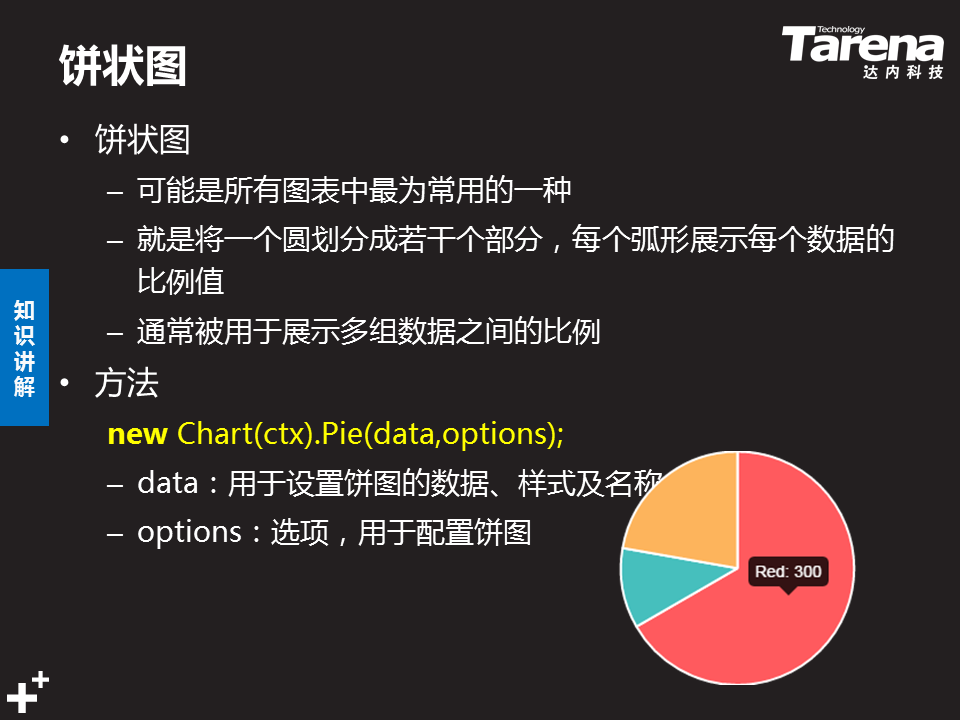 饼状图
Technology
Tarena
达内科技
• 饼状图
– 可能是所有图表中最为常用的一种
– 就是将一个圆划分成若干个部分，每个弧形展示每个数据的
比例值
– 通常被用于展示多组数据之间的比例
知识讲解
• 方法
new Chart(ctx).Pie(data,options);
– data：用于设置饼图的数据、样式及名称
– options：选项，用于配置饼图
Red: 300